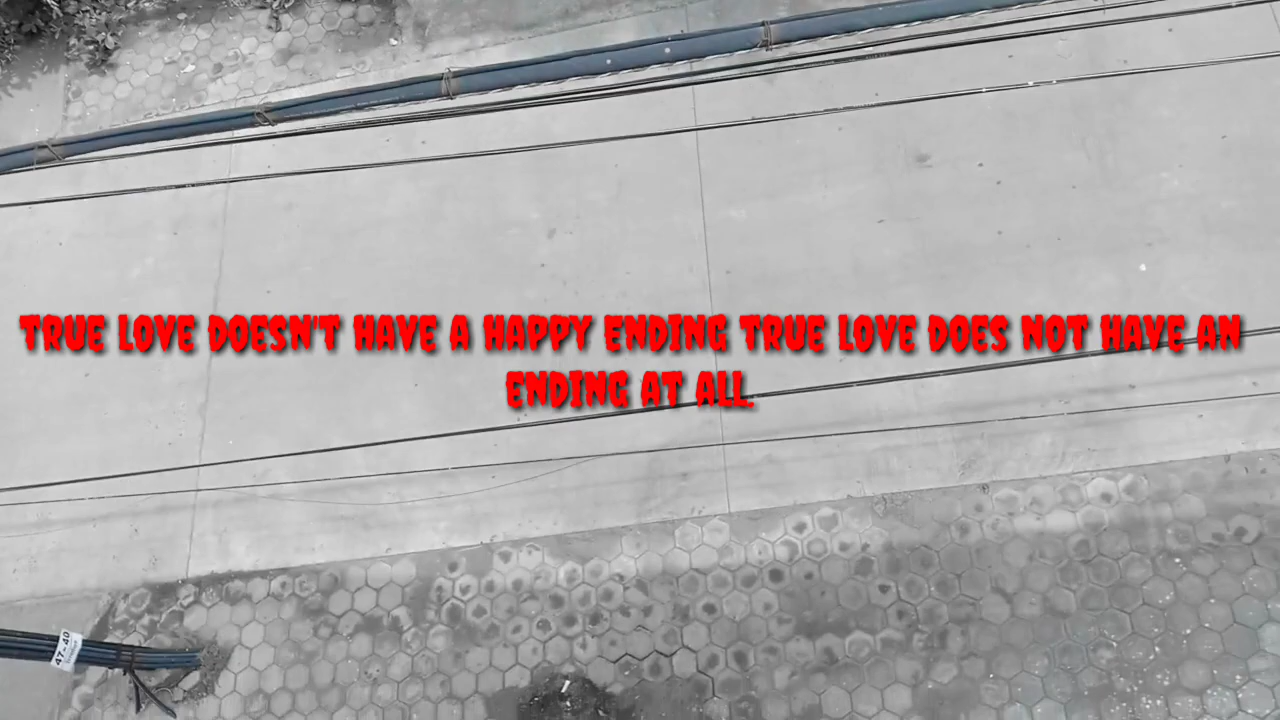 TRUE LOVE DOESN'T HAVE A HAPPY ENDING TRUE LOVE DOES NOT HAVE AN
ENDING AT ALL.
47 40